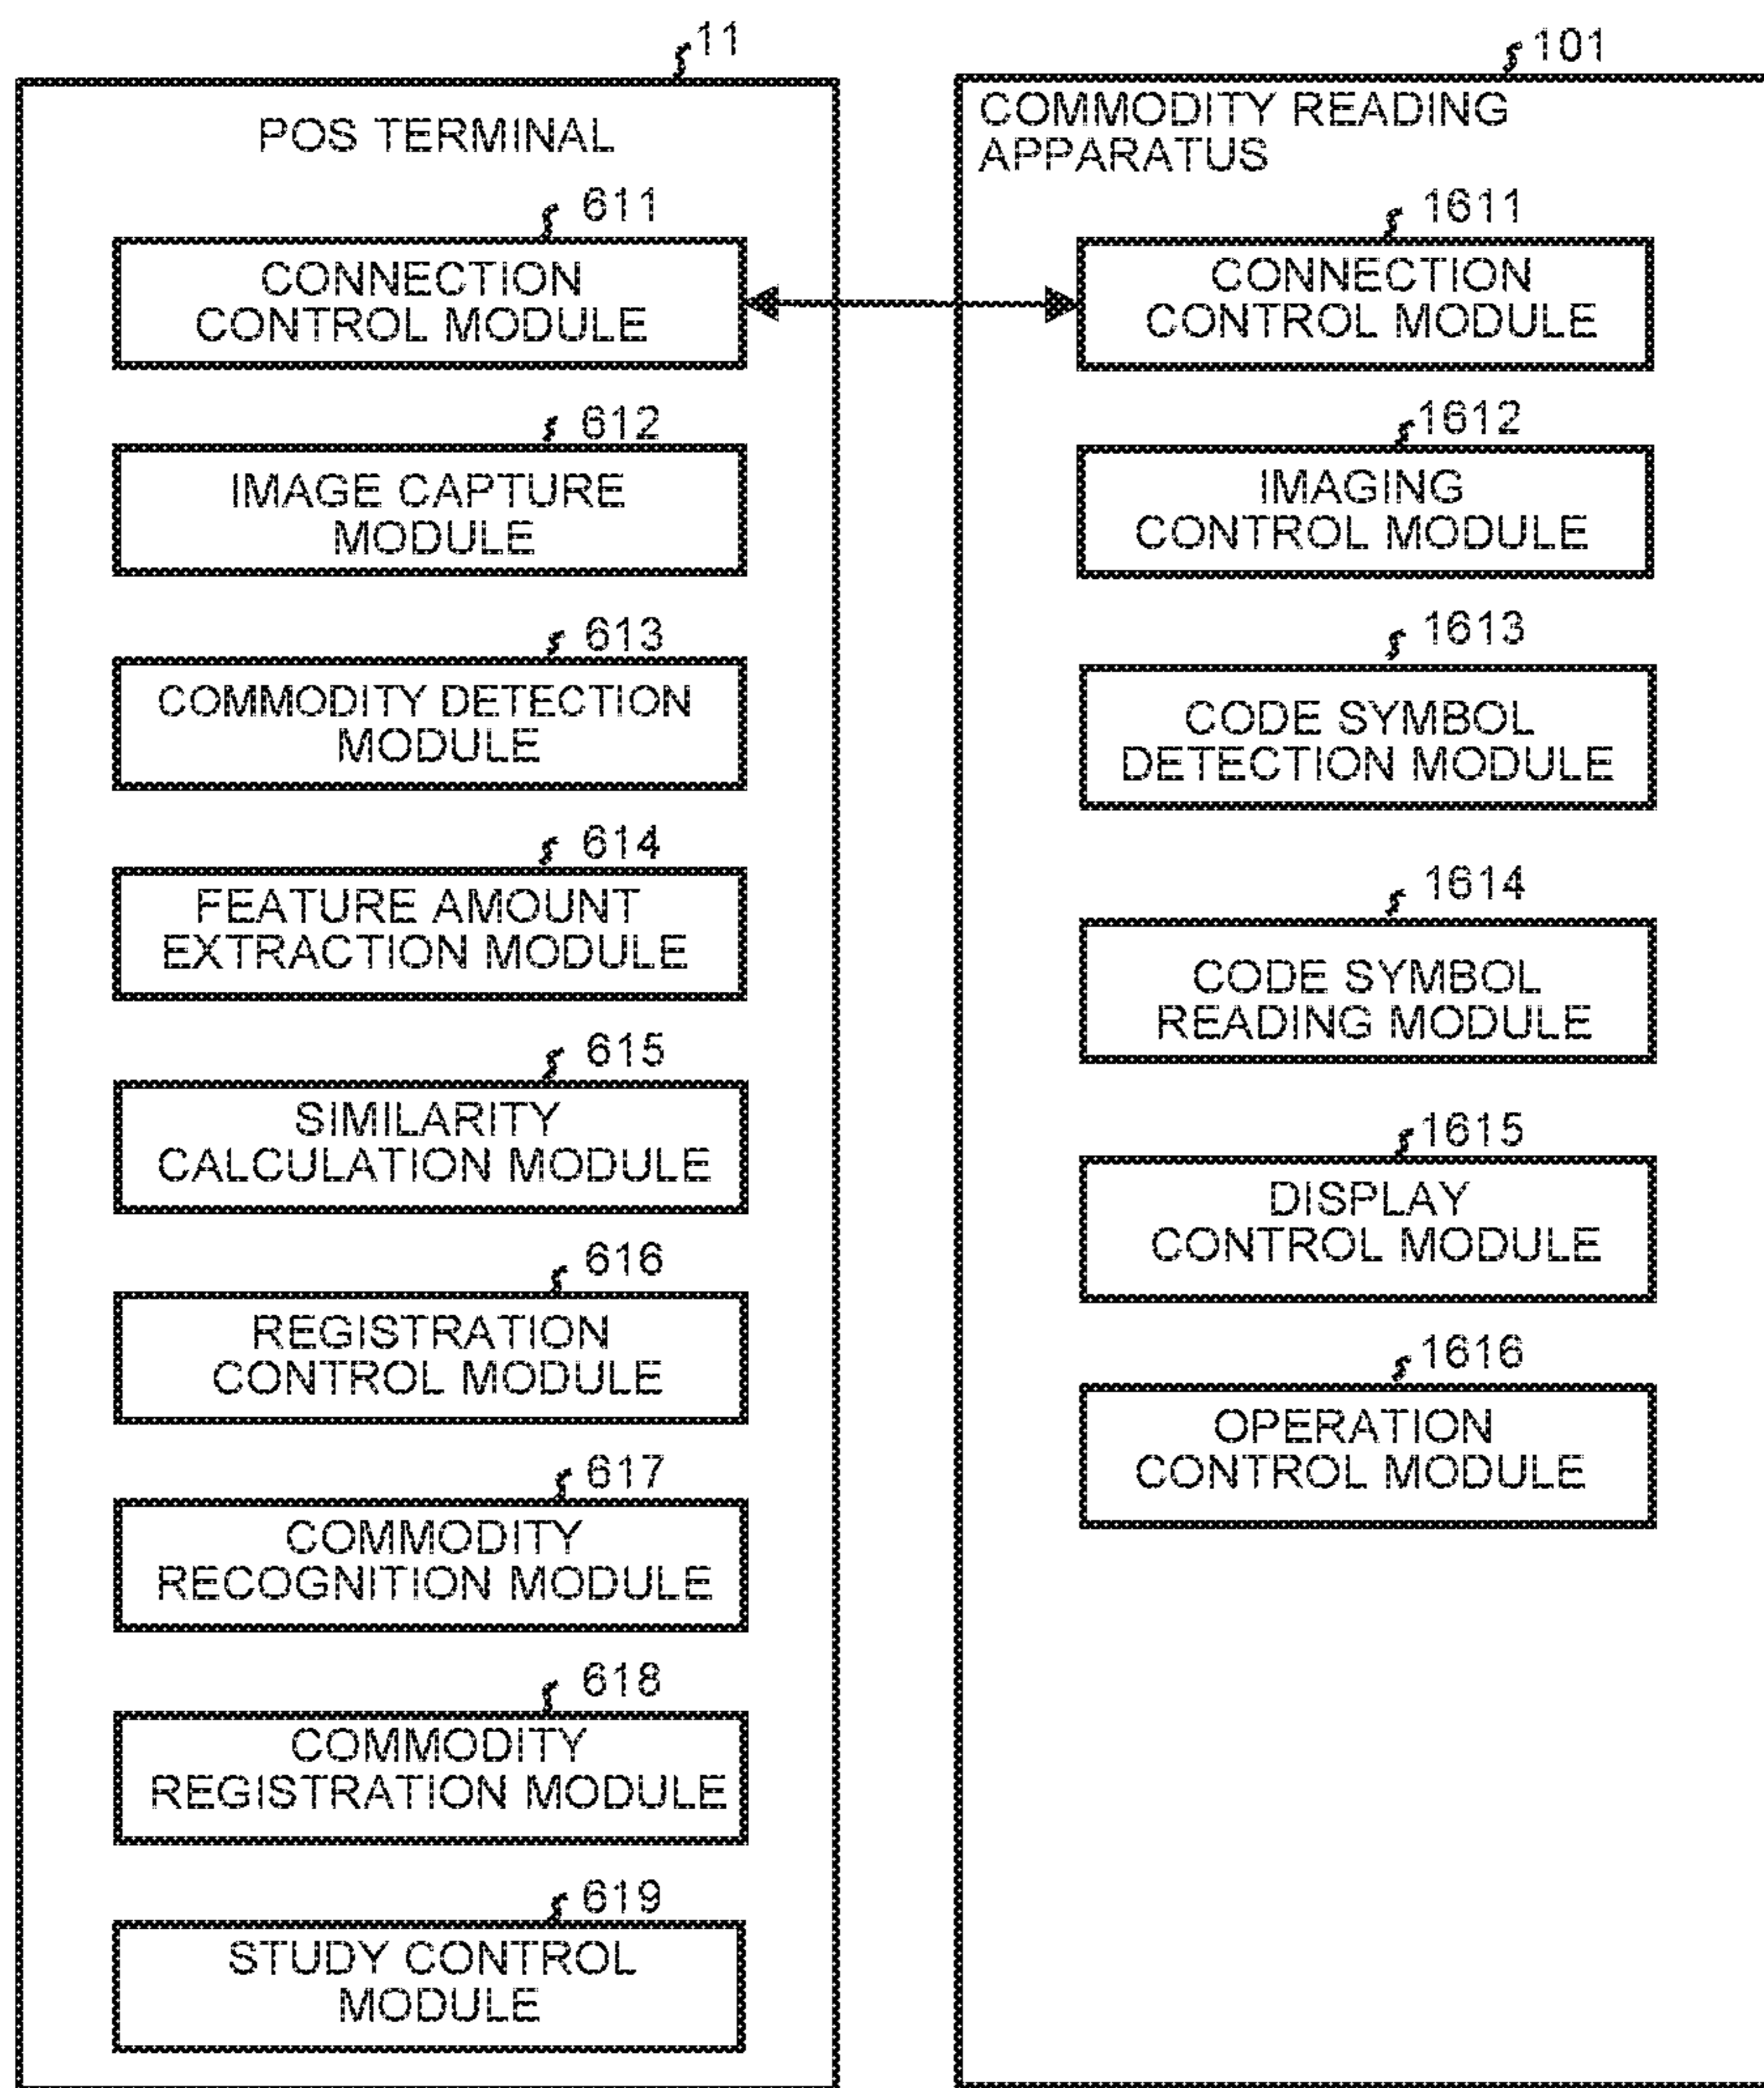 11
POS TERMINAL
611
CONNECTION
CONTROL MODULE
612
IMAGE CAPTURE
MODULE
613
COMMODITY DETECTION
MODULE
614
FEATURE AMOUNT
EXTRACTION MODULE
615
SIMILARITY
CALCULATION MODULE
616
REGISTRATION
CONTROL MODULE
617
COMMODITY
RECOGNITION MODULE
618
COMMODITY
REGISTRATION MODULE
619
STUDY CONTROL
MODULE
101
COMMODITY READING
APPARATUS
1611
CONNECTION
CONTROL MODULE
1612
IMAGING
CONTROL MODULE
1613
CODE SYMBOL
DETECTION MODULE
1614
CODE SYMBOL
READING MODULE
1615
DISPLAY
CONTROL MODULE
1616
OPERATION
CONTROL MODULE